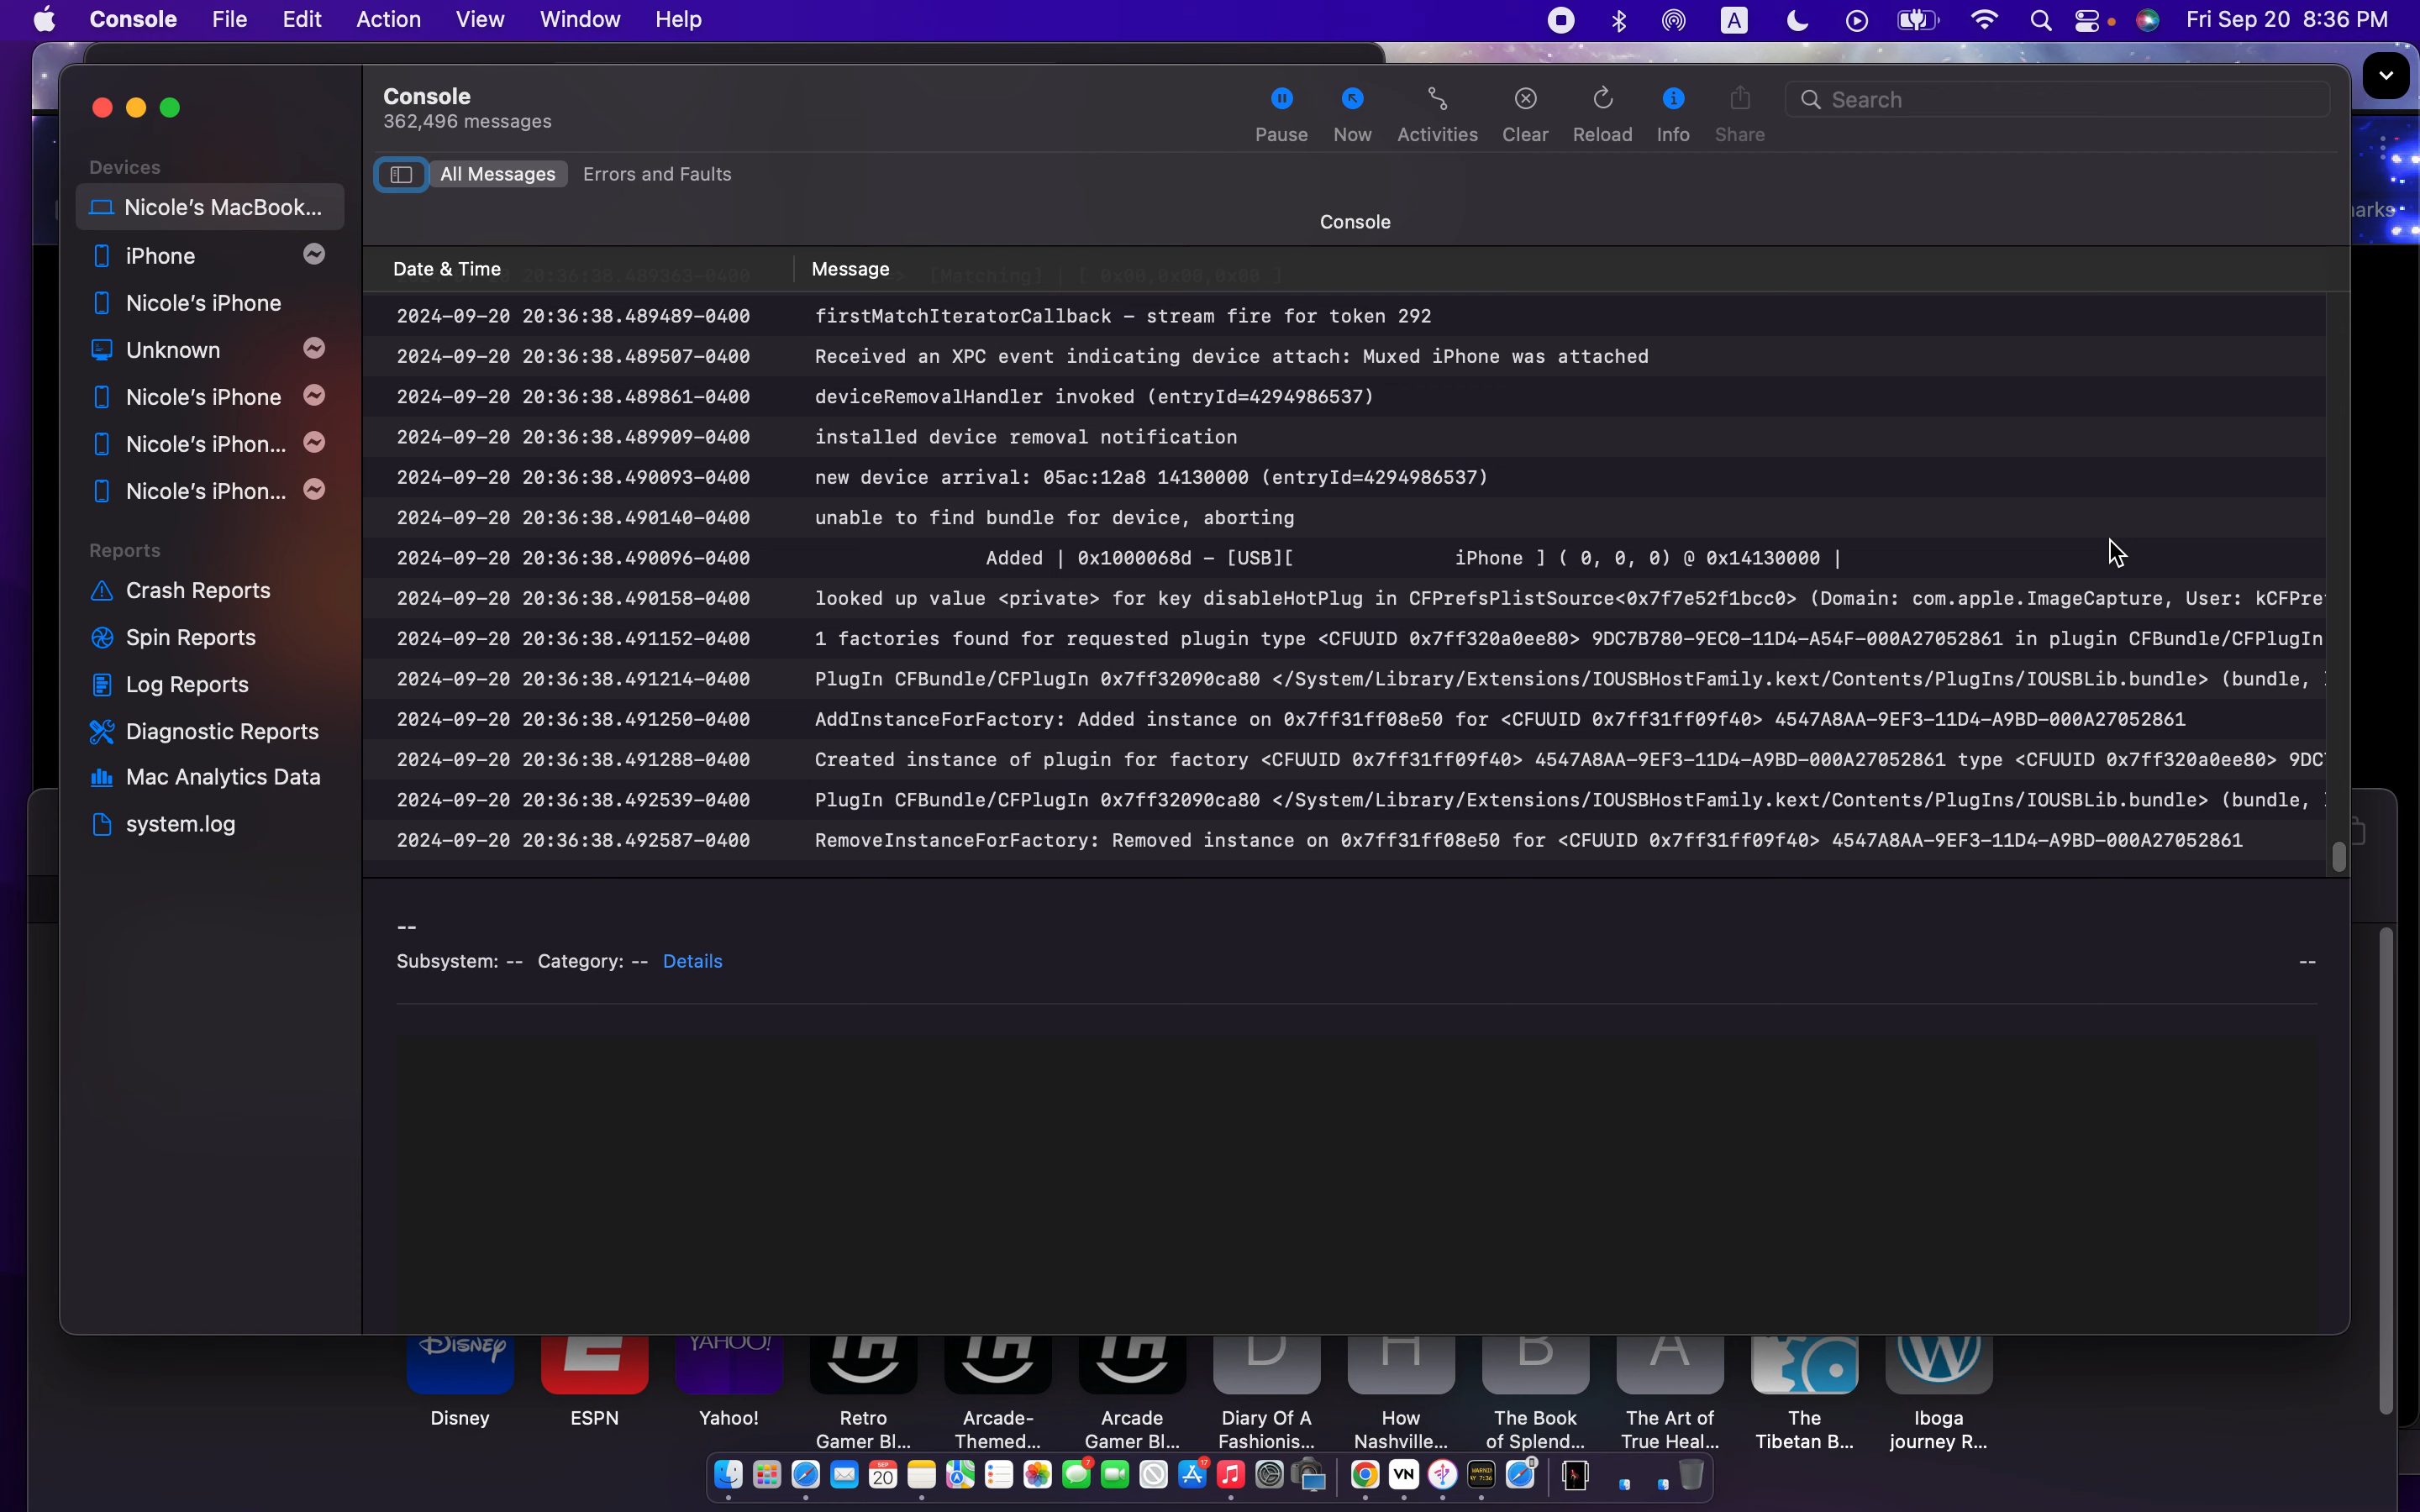 Console File Edit Action View Window Help
A
Fri Sep 20 8:36 PM
Console
362,496 messages
Pause Now Activities Clear Reload Info Share
Search
All Messages Errors and Faults
Console
Devices
Nicole's MacBook...
iPhone
Nicole's iPhone
Unknown
Nicole's iPhone
Nicole's iPhon...
Nicole's iPhon...
Reports
Crash Reports
Spin Reports
Log Reports
Diagnostic Reports
Mac Analytics Data
system.log
Date & Time Message
2024-09-20 20:36:38.489489-0400 firstMatchIteratorCallback – stream fire for token 292
2024-09-20 20:36:38.489507-0400 Received an XPC event indicating device attach: Muxed iPhone was attached
2024-09-20 20:36:38.489861-0400 deviceRemovalHandler invoked (entryId=4294986537)
2024-09-20 20:36:38.489909-0400 installed device removal notification
2024-09-20 20:36:38.490093-0400 new device arrival: 05ac:12a8 14130000 (entryId=4294986537)
2024-09-20 20:36:38.490140-0400 unable to find bundle for device, aborting
2024-09-20 20:36:38.490096-0400 Added | 0x1000068d – [USB][ iPhone ] ( 0, 0, 0) @ 0x14130000 |
2024-09-20 20:36:38.490158-0400 looked up value <private> for key disableHotPlug in CFPrefsPlistSource<0x7f7e52f1bcc0> (Domain: com.apple.ImageCapture, User: kCFPre
2024-09-20 20:36:38.491152-0400 1 factories found for requested plugin type <CFUUID 0x7ff320a0ee80> 9DC7B780-9EC0-11D4-A54F-000A27052861 in plugin CFBundle/CFPlugIn
2024-09-20 20:36:38.491214-0400 PlugIn CFBundle/CFPlugIn 0x7ff32090ca80 </System/Library/Extensions/IOUSBHostFamily.kext/Contents/PlugIns/IOUSBLib.bundle> (bundle,
2024-09-20 20:36:38.491250-0400 AddInstanceForFactory: Added instance on 0x7ff31ff08e50 for <CFUUID 0x7ff31ff09f40> 4547A8AA-9EF3-11D4-A9BD-000A27052861
2024-09-20 20:36:38.491288-0400 Created instance of plugin for factory <CFUUID 0x7ff31ff09f40> 4547A8AA-9EF3-11D4-A9BD-000A27052861 type <CFUUID 0x7ff320a0ee80> 9DC
2024-09-20 20:36:38.492539-0400 PlugIn CFBundle/CFPlugIn 0x7ff32090ca80 </System/Library/Extensions/IOUSBHostFamily.kext/Contents/PlugIns/IOUSBLib.bundle> (bundle,
2024-09-20 20:36:38.492587-0400 RemoveInstanceForFactory: Removed instance on 0x7ff31ff08e50 for <CFUUID 0x7ff31ff09f40> 4547A8AA-9EF3-11D4-A9BD-000A27052861
--
Subsystem: -- Category: -- Details --
DISNEY E YAHOO! D H B A W
Disney
ESPN
Yahoo!
Retro
Gamer Bl...
Arcade-
Themed...
Arcade
Gamer Bl...
Diary Of A
Fashionis...
How
Nashville...
The Book
of Splend...
The Art of
True Heal...
The
Tibetan B...
Iboga
journey R...
SEP
20
7
17
VN